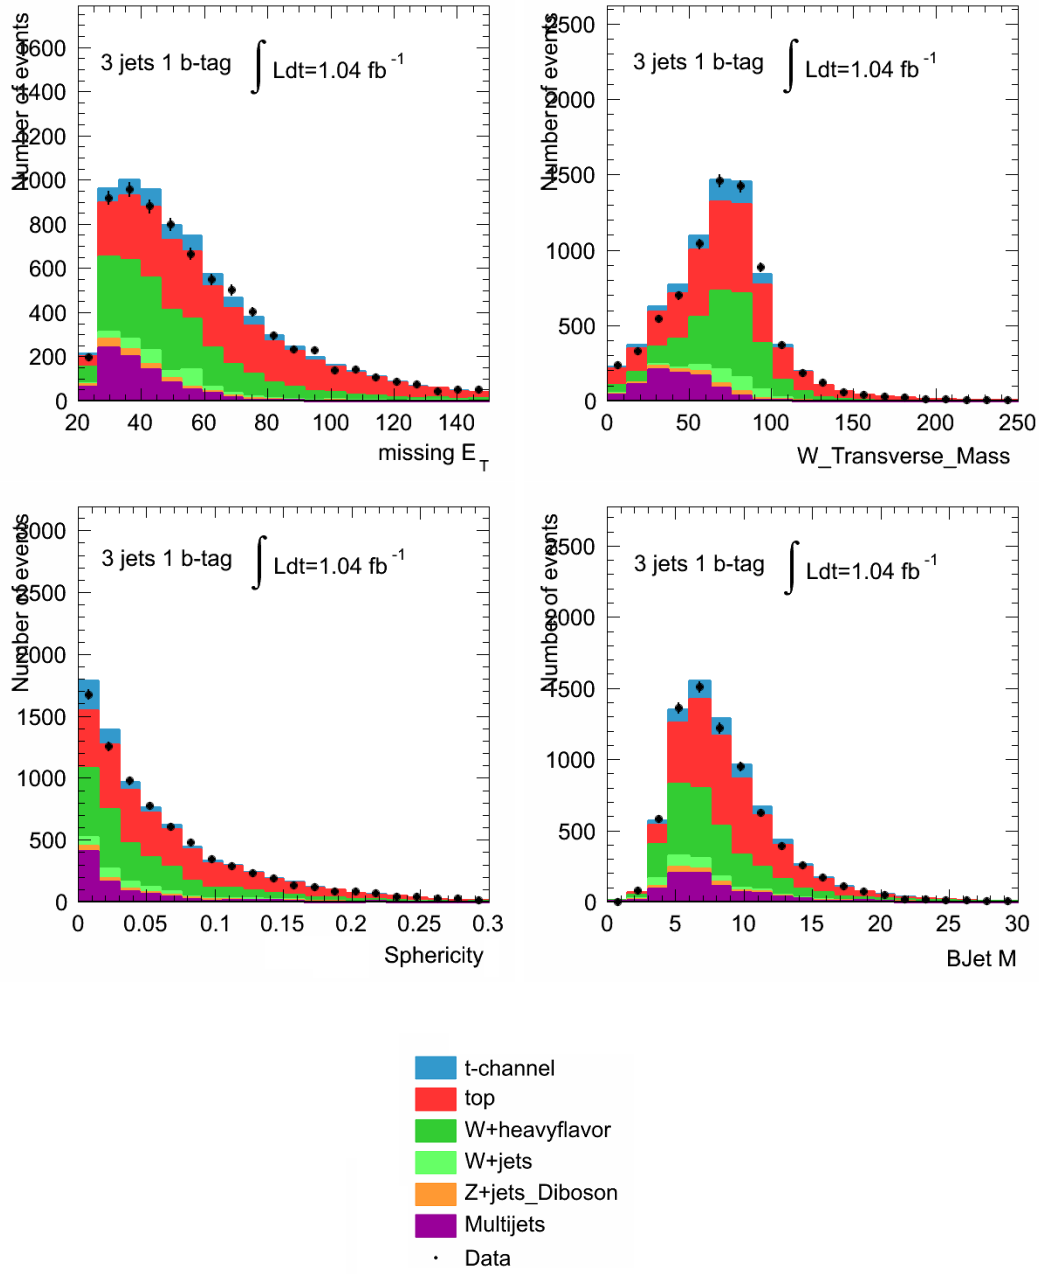 Number of events
1600
1400
1200
1000
800
600
400
200
0
3 jets 1 b-tag ∫ Ldt=1.04 fb⁻¹
20 40 60 80 100 120 140
missing E_T
Number of events
2500
2000
1500
1000
500
0
3 jets 1 b-tag ∫ Ldt=1.04 fb⁻¹
0 50 100 150 200 250
W_Transverse_Mass
Number of events
3000
2500
2000
1500
1000
500
0
3 jets 1 b-tag ∫ Ldt=1.04 fb⁻¹
0 0.05 0.1 0.15 0.2 0.25 0.3
Sphericity
Number of events
2500
2000
1500
1000
500
0
3 jets 1 b-tag ∫ Ldt=1.04 fb⁻¹
0 5 10 15 20 25 30
BJet M
t-channel
top
W+heavyflavor
W+jets
Z+jets_Diboson
Multijets
Data